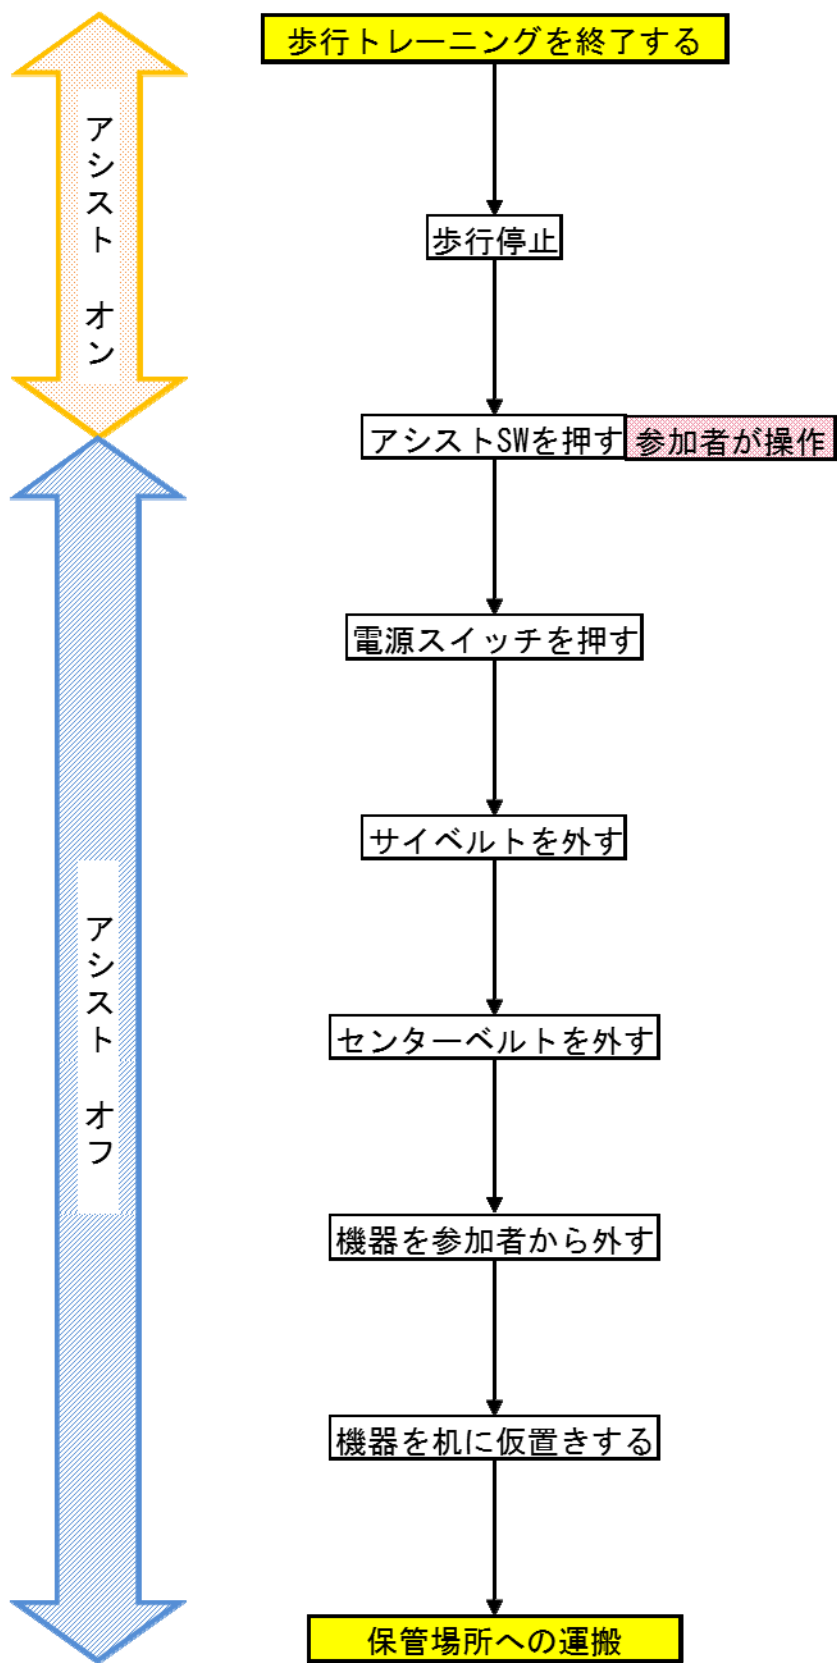 歩行トレーニングを終了する
アシスト オン
歩行停止
アシストSWを押す 参加者が操作
電源スイッチを押す
サイベルトを外す
アシスト オフ
センターベルトを外す
機器を参加者から外す
機器を机に仮置きする
保管場所への運搬